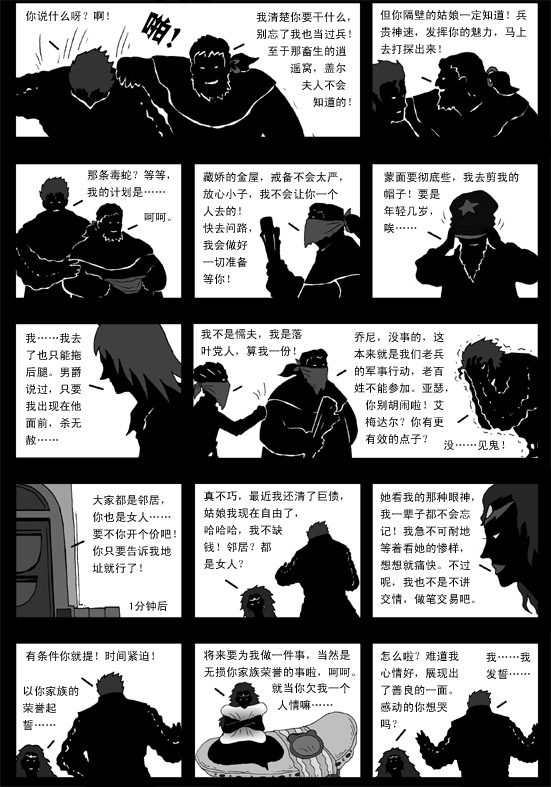 你说什么呀？啊！
啪！
我清楚你要干什么，
别忘了我也当过兵！
至于那畜生的逍
遥窝，盖尔
夫人不会
知道的！
但你隔壁的姑娘一定知道！兵
贵神速，发挥你的魅力，马上
去打探出来！
那条毒蛇？等等，
我的计划是……
呵呵。
藏娇的金屋，戒备不会太严，
放心小子，我不会让你一个
人去的！
快去问路，
我会做好
一切准备
等你！
蒙面要彻底些，我去剪我的
帽子！要是
年轻几岁，
唉……
我……我去
了也只能拖
后腿。男爵
说过，只要
我出现在他
面前，杀无
赦……
我不是懦夫，我是落
叶党人，算我一份！
乔尼，没事的，这
本来就是我们老兵
的军事行动，老百
姓不能参加。亚瑟，
你别胡闹啦！艾
梅达尔？你有更
有效的点子？
没……见鬼！
大家都是邻居，
你也是女人……
要不你开个价吧！
你只要告诉我地
址就行了！
1分钟后
真不巧，最近我还清了巨债，
姑娘我现在自由了，
哈哈哈，我不缺
钱！邻居？都
是女人？
她看我的那种眼神，
我一辈子都不会忘
记！我急不可耐地
等着看她的惨样，
想想就痛快。不过
呢，我也不是不讲
交情，做笔交易吧。
有条件你就提！时间紧迫！
以你家族的
荣誉起
誓……
将来要为我做一件事，当然是
无损你家族荣誉的事啦，呵呵。
就当你欠我一个
人情嘛……
怎么啦？难道我
心情好，展现出
了善良的一面。
感动的你想哭
吗？
我……我
发誓……